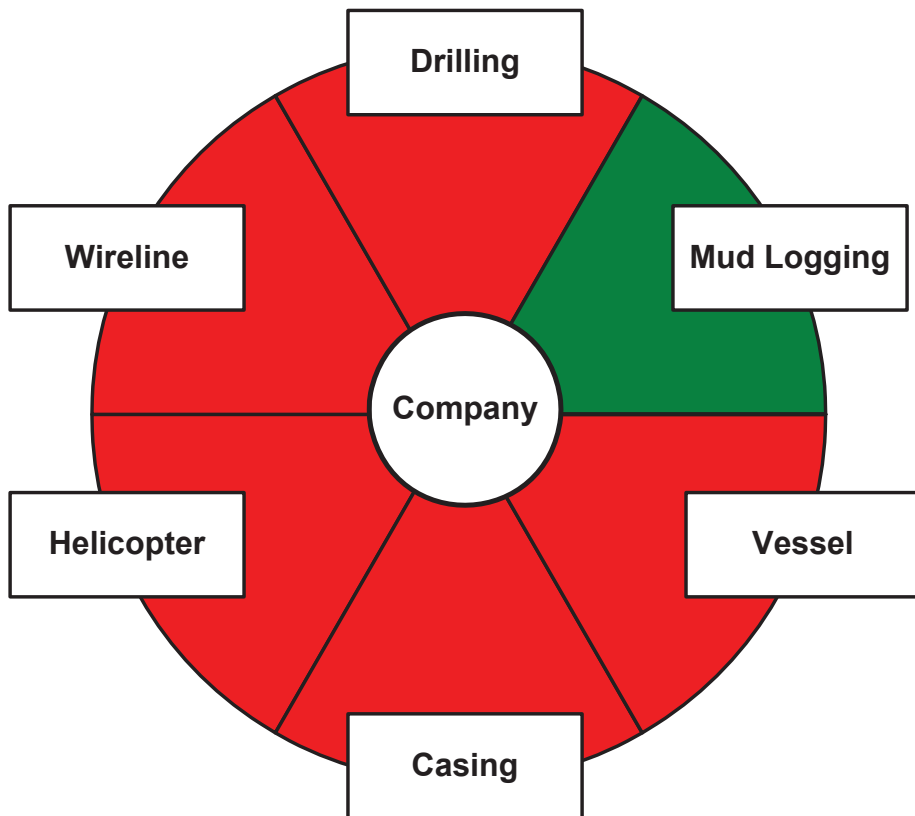 Drilling
Wireline
Mud Logging
Company
Helicopter
Vessel
Casing